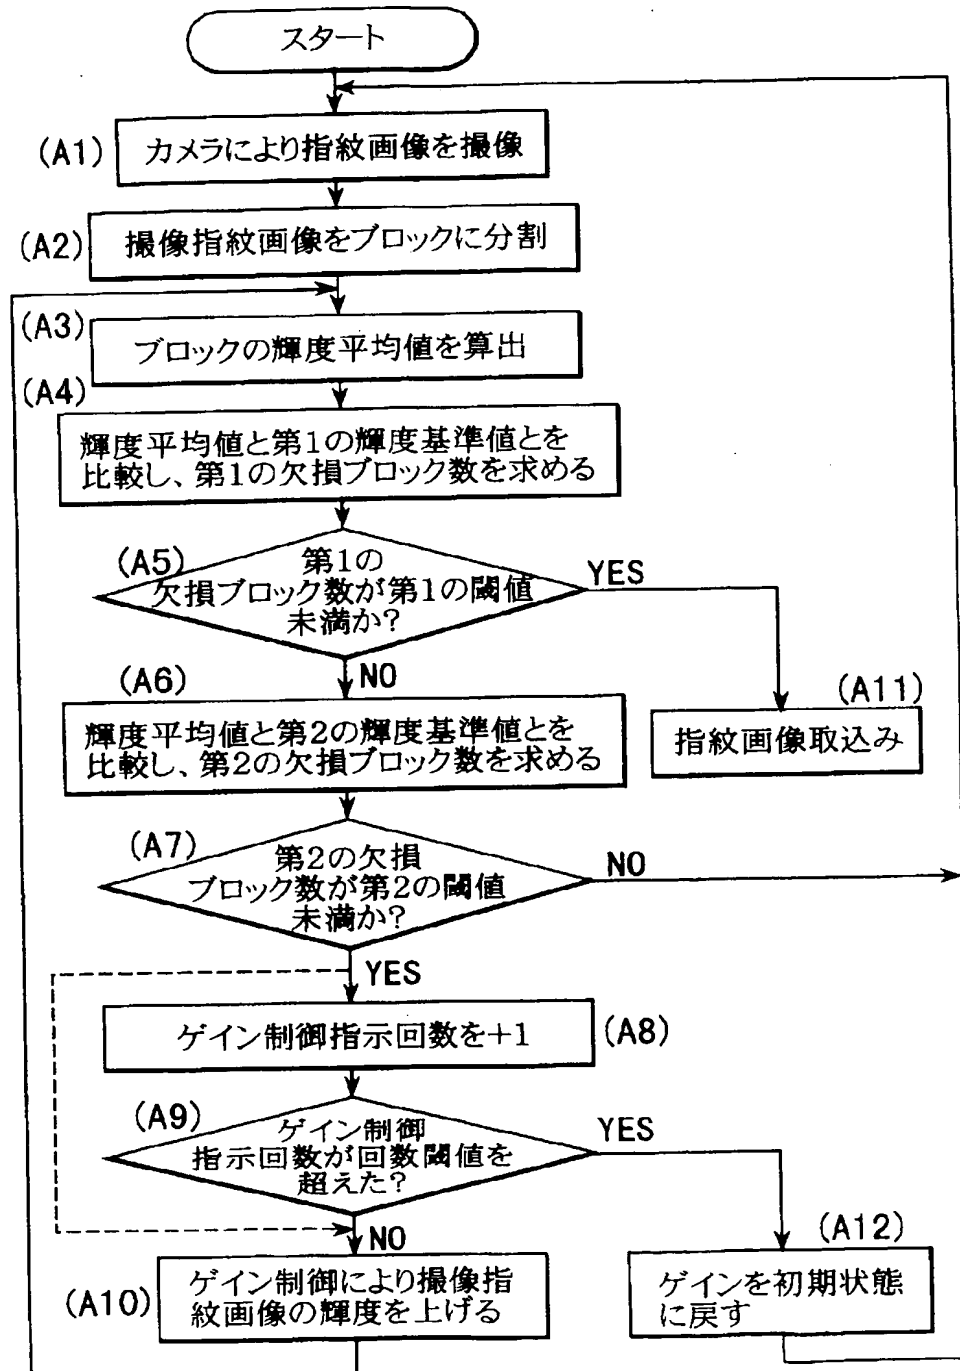 スタート
(A1)
カメラにより指紋画像を撮像
(A2)
撮像指紋画像をブロックに分割
(A3)
ブロックの輝度平均値を算出
(A4)
輝度平均値と第1の輝度基準値とを
比較し、第1の欠損ブロック数を求める
(A5)
第1の
欠損ブロック数が第1の閾値
未満か?
YES
NO
(A6)
輝度平均値と第2の輝度基準値とを
比較し、第2の欠損ブロック数を求める
(A11)
指紋画像取込み
(A7)
第2の欠損
ブロック数が第2の閾値
未満か?
NO
YES
ゲイン制御指示回数を+1
(A8)
(A9)
ゲイン制御
指示回数が回数閾値を
超えた?
YES
NO
(A10)
ゲイン制御により撮像指
紋画像の輝度を上げる
(A12)
ゲインを初期状態
に戻す